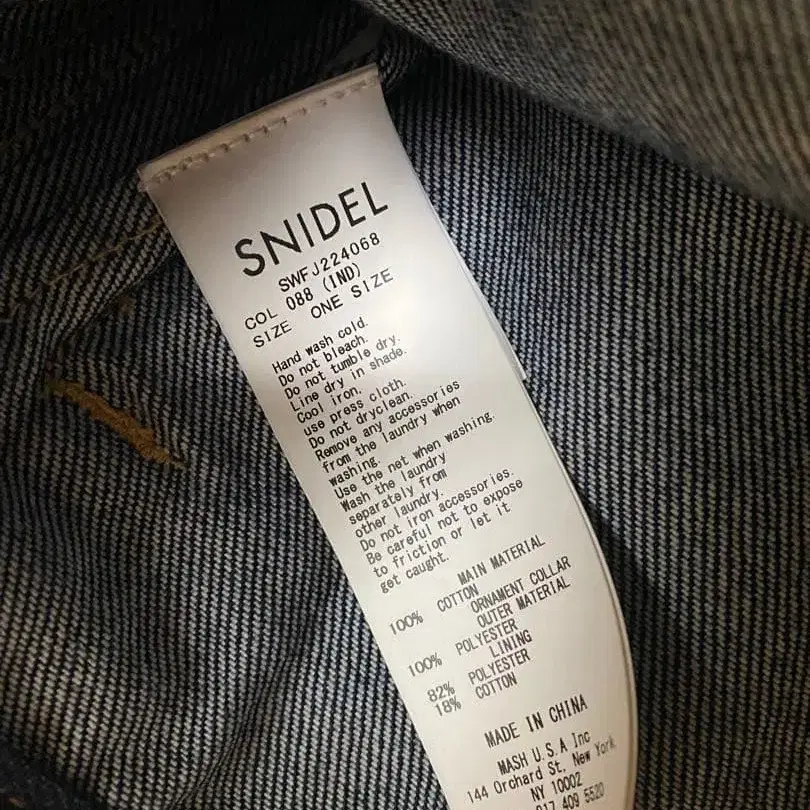 SNIDEL
SWFJ224068
COL 088 (IND)
SIZE ONE SIZE
Hand wash cold.
Do not bleach.
Do not tumble dry.
Line dry in shade.
Cool iron.
use press cloth.
Do not dryclean.
Remove any accessories
from the laundry when
washing.
Use the net when washing.
Wash the laundry
separately from
other laundry.
Do not iron accessories.
Be careful not to expose
to friction or let it
get caught.
MAIN MATERIAL
100% COTTON
ORNAMENT COLLAR
OUTER MATERIAL
100% POLYESTER
LINING
82% POLYESTER
18% COTTON
MADE IN CHINA
MASH U.S.A Inc
144 Orchard St. New York
NY 10002
917 409 5520